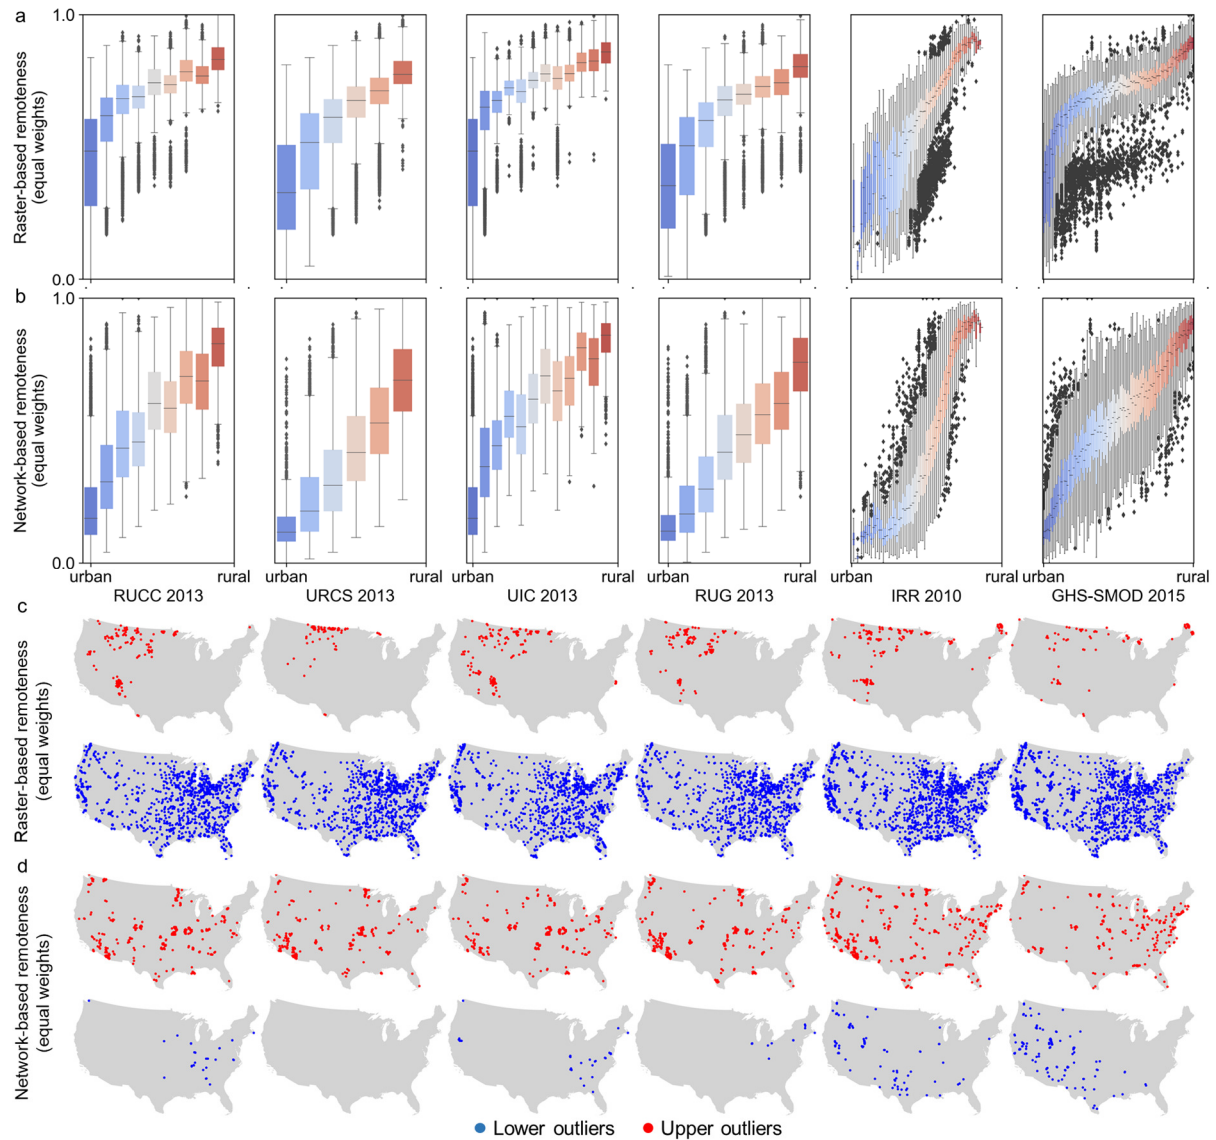 a
1.0
Raster-based remoteness
(equal weights)
0.0
b
1.0
Network-based remoteness
(equal weights)
0.0
urban rural urban rural urban rural urban rural urban rural urban rural
RUCC 2013 URCS 2013 UIC 2013 RUG 2013 IRR 2010 GHS-SMOD 2015
c
Raster-based remoteness
(equal weights)
d
Network-based remoteness
(equal weights)
Lower outliers Upper outliers